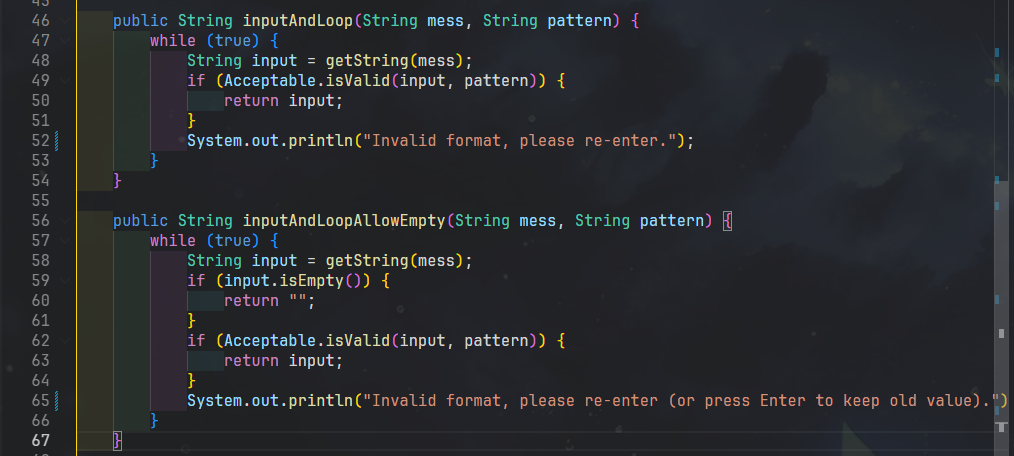 45
46 public String inputAndLoop(String mess, String pattern) {
47 while (true) {
48 String input = getString(mess);
49 if (Acceptable.isValid(input, pattern)) {
50 return input;
51 }
52 System.out.println("Invalid format, please re-enter.");
53 }
54 }
55
56 public String inputAndLoopAllowEmpty(String mess, String pattern) {
57 while (true) {
58 String input = getString(mess);
59 if (input.isEmpty()) {
60 return "";
61 }
62 if (Acceptable.isValid(input, pattern)) {
63 return input;
64 }
65 System.out.println("Invalid format, please re-enter (or press Enter to keep old value).")
66 }
67 }